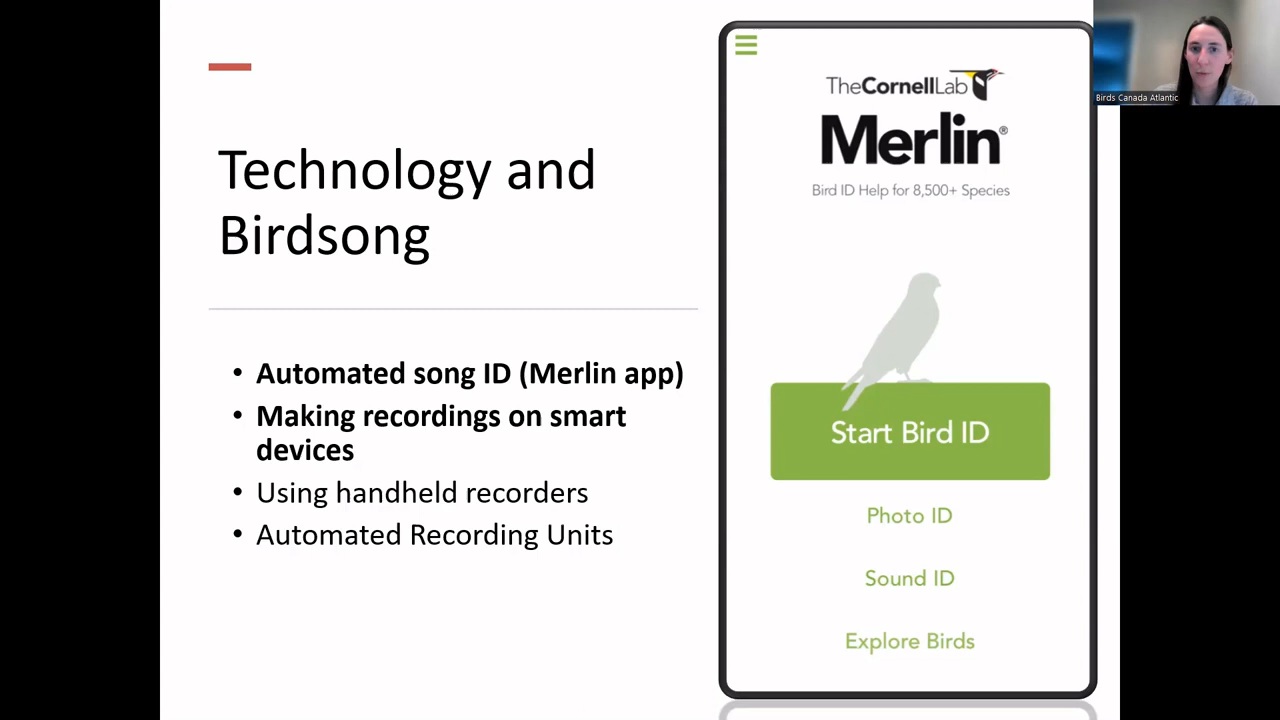 Technology and
Birdsong
• Automated song ID (Merlin app)
• Making recordings on smart
devices
• Using handheld recorders
• Automated Recording Units
TheCornellLab
Merlin®
Bird ID Help for 8,500+ Species
Start Bird ID
Photo ID
Sound ID
Explore Birds
Birds Canada Atlantic